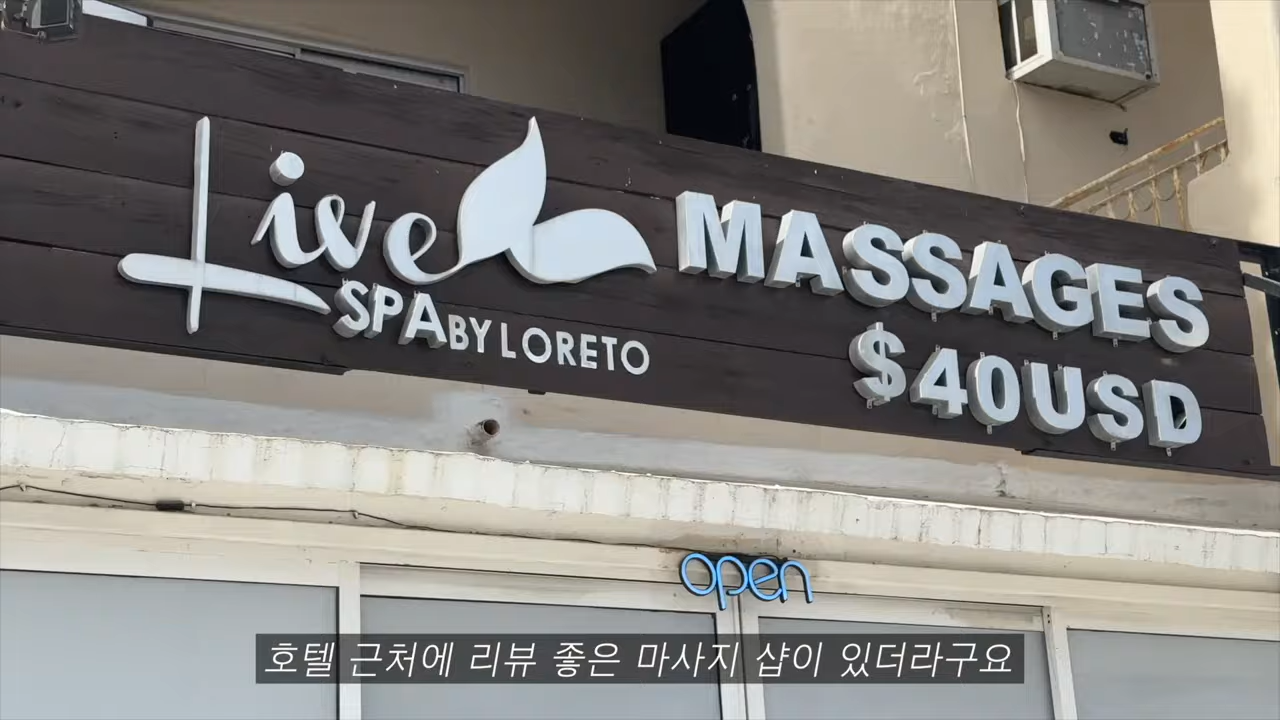 Live
SPA BY LORETO
MASSAGES
$40USD
open
호텔 근처에 리뷰 좋은 마사지 샵이 있더라구요